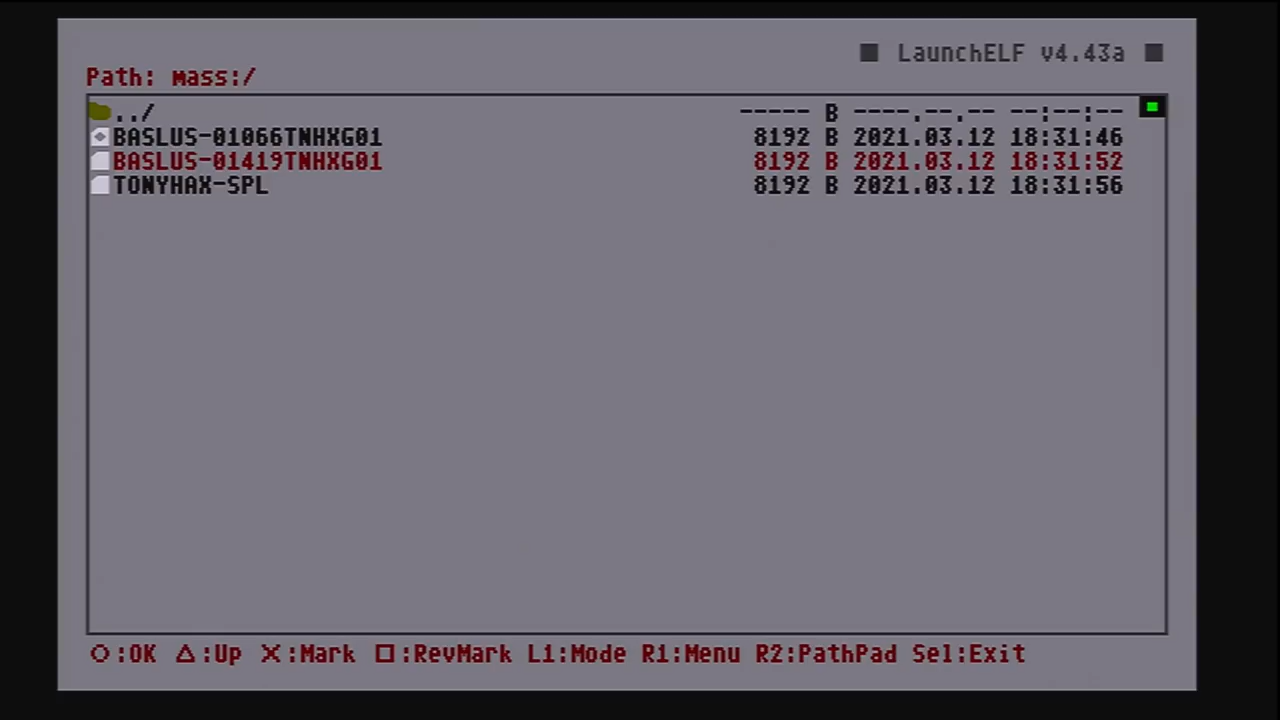 ■ LaunchELF v4.43a ■
Path: mass:/
../ ----- B ----.--.-- --:--:--
BASLUS-01066TNHXG01 8192 B 2021.03.12 18:31:46
BASLUS-01419TNHXG01 8192 B 2021.03.12 18:31:52
TONYHAX-SPL 8192 B 2021.03.12 18:31:56
○:OK △:Up ×:Mark □:RevMark L1:Mode R1:Menu R2:PathPad Sel:Exit